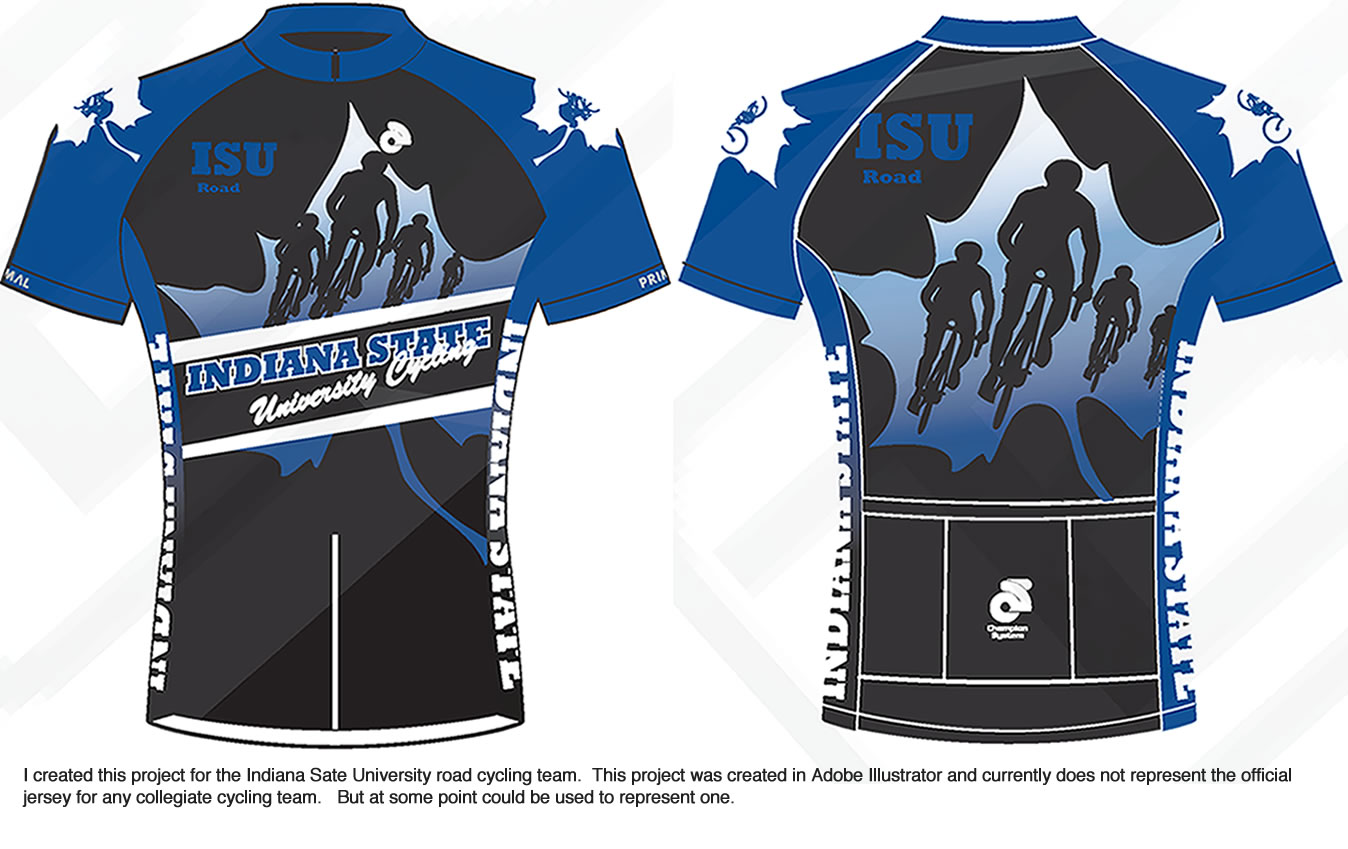 ISU
Road
MAL
PRIM
INDIANA STATE
University Cycling
INDIANA STATE
ISU
Road
INDIANA STATE
INDIANA STATE
Champion
Systems
I created this project for the Indiana Sate University road cycling team.  This project was created in Adobe Illustrator and currently does not represent the official
jersey for any collegiate cycling team.   But at some point could be used to represent one.